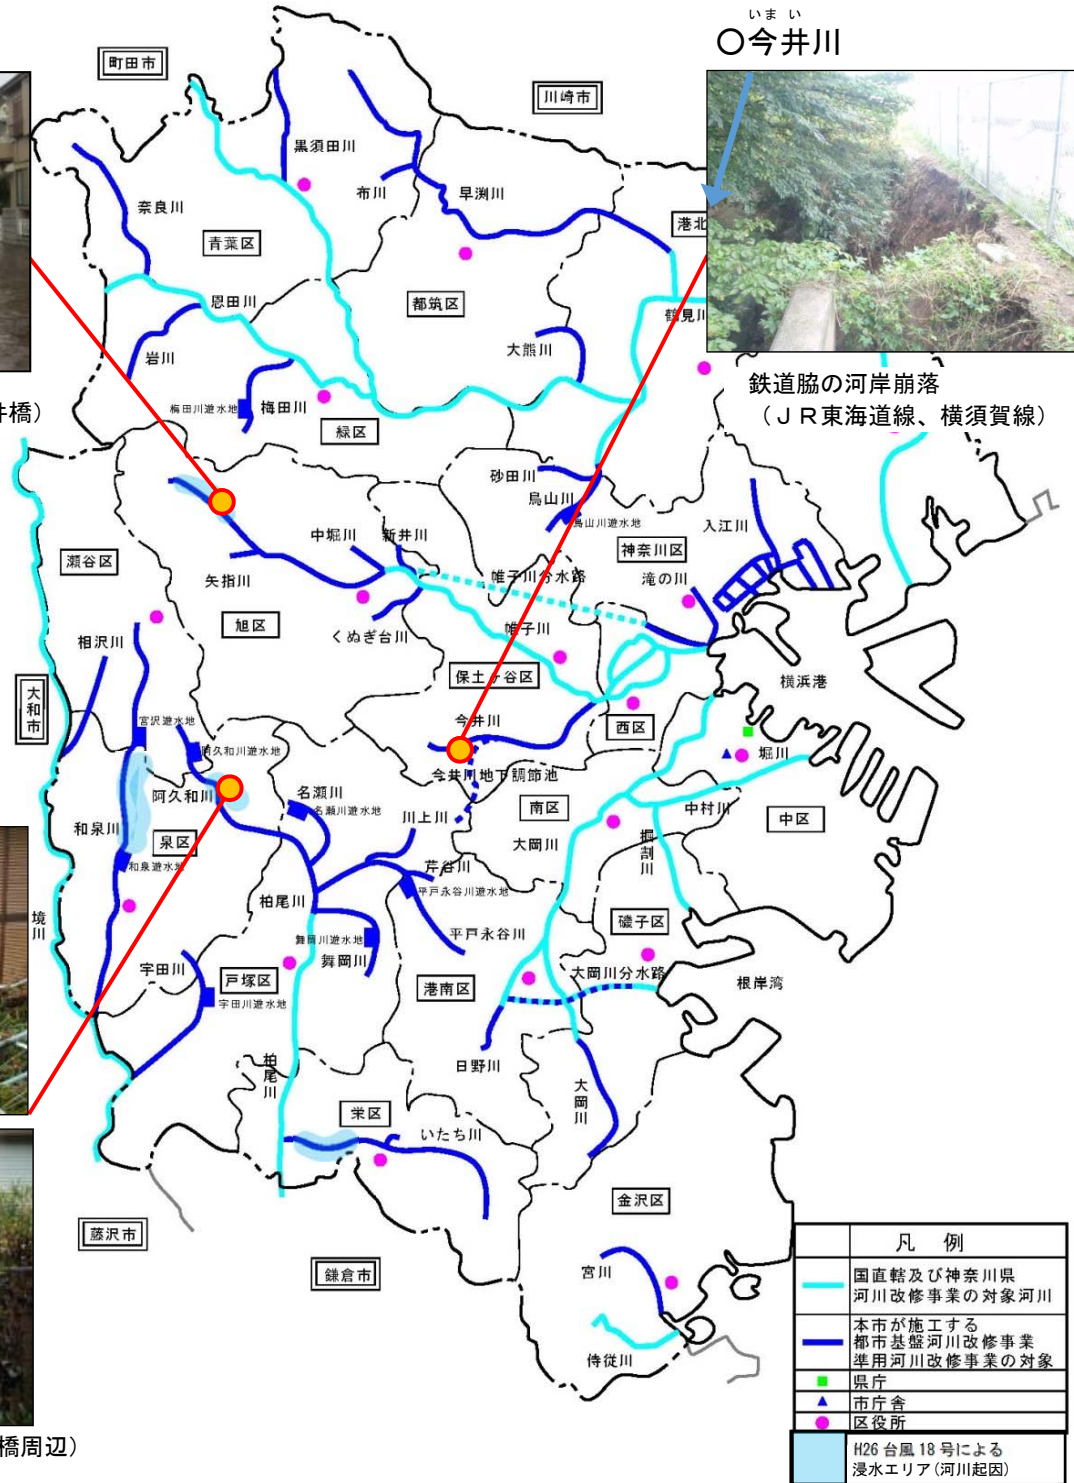 いまい
〇今井川
鉄道脇の河岸崩落
（ＪＲ東海道線、横須賀線）
井橋）
橋周辺）
町田市
川崎市
黒須田川
布川
早渕川
奈良川
青葉区
港北
都筑区
恩田川
鶴見川
岩川
大熊川
梅田川遊水地
梅田川
緑区
砂田川
鳥山川
鳥山川遊水地
入江川
中堀川
新井川
神奈川区
瀬谷区
帷子川分水路
矢指川
滝の川
旭区
くぬぎ台川
帷子川
相沢川
保土ヶ谷区
横浜港
大和市
宮沢遊水地
今井川
西区
阿久和川遊水地
堀川
今井川地下調節池
阿久和川
名瀬川
名瀬川遊水地
川上川
南区
中村川
中区
和泉川
泉区
大岡川
掘割川
和泉遊水地
芹谷川
平戸永谷川遊水地
柏尾川
境川
磯子区
平戸永谷川
舞岡川遊水地
舞岡川
宇田川
戸塚区
大岡川分水路
港南区
根岸湾
宇田川遊水地
日野川
柏尾川
大岡川
栄区
いたち川
金沢区
藤沢市
鎌倉市
宮川
侍従川
凡 例
国直轄及び神奈川県
河川改修事業の対象河川
本市が施工する
都市基盤河川改修事業
準用河川改修事業の対象
県庁
市庁舎
区役所
H26 台風 18 号による
浸水エリア(河川起因)